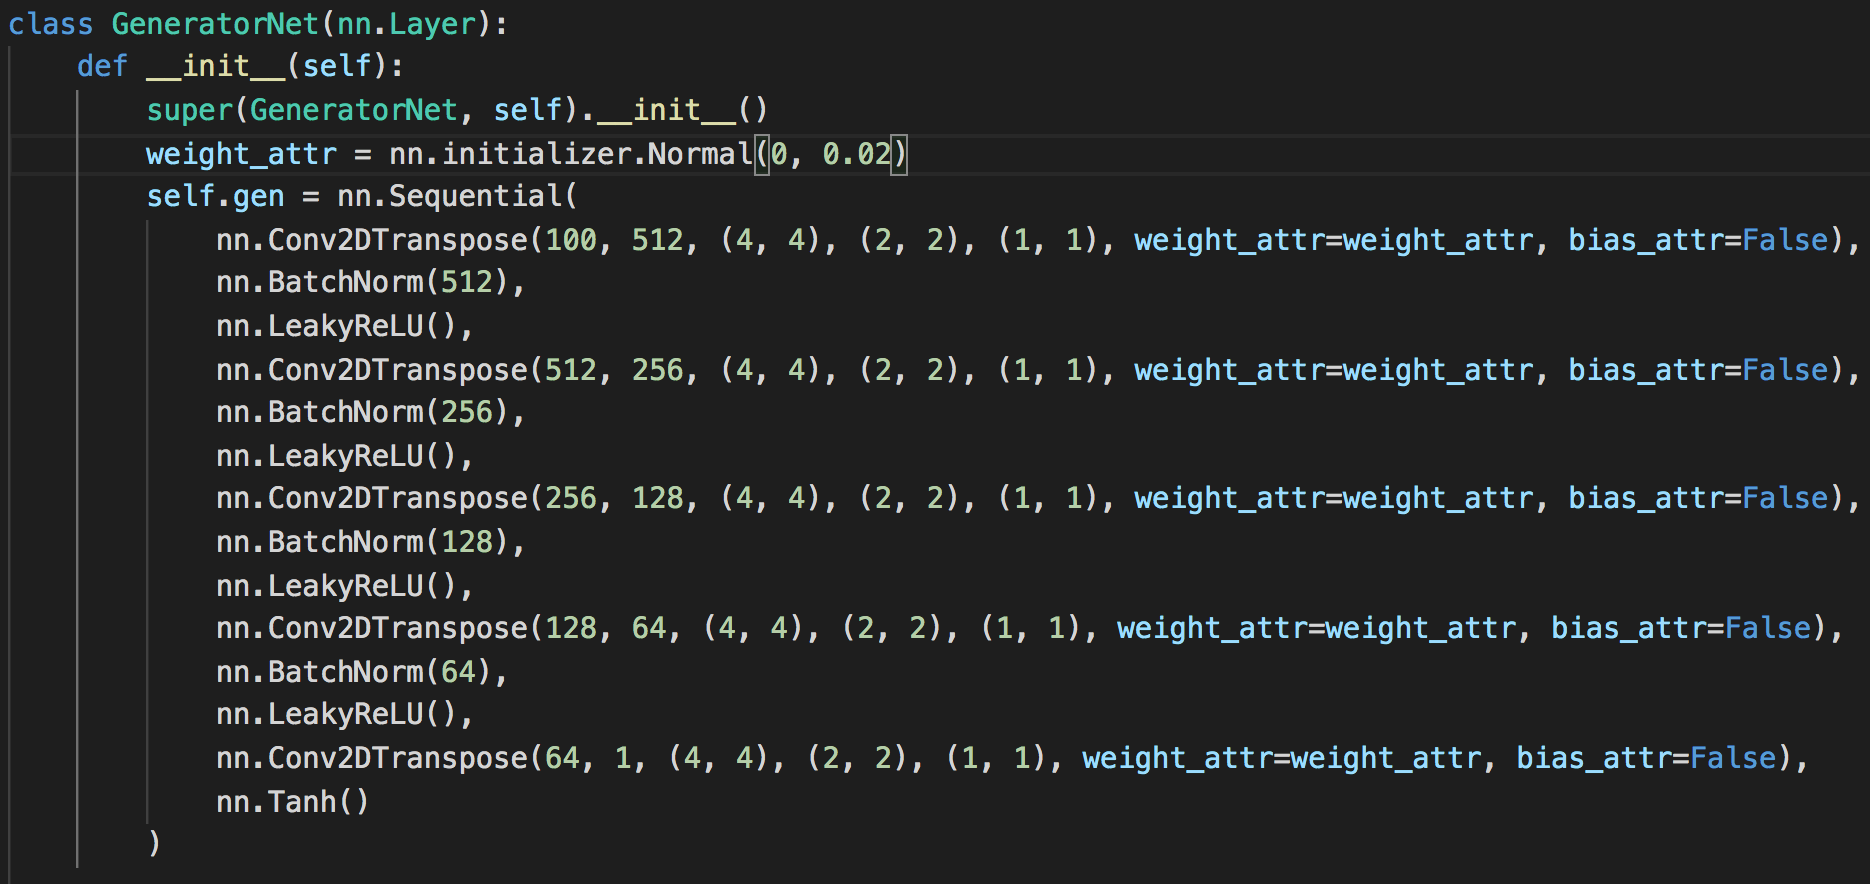 class GeneratorNet(nn.Layer):
    def __init__(self):
        super(GeneratorNet, self).__init__()
        weight_attr = nn.initializer.Normal(0, 0.02)
        self.gen = nn.Sequential(
            nn.Conv2DTranspose(100, 512, (4, 4), (2, 2), (1, 1), weight_attr=weight_attr, bias_attr=False),
            nn.BatchNorm(512),
            nn.LeakyReLU(),
            nn.Conv2DTranspose(512, 256, (4, 4), (2, 2), (1, 1), weight_attr=weight_attr, bias_attr=False),
            nn.BatchNorm(256),
            nn.LeakyReLU(),
            nn.Conv2DTranspose(256, 128, (4, 4), (2, 2), (1, 1), weight_attr=weight_attr, bias_attr=False),
            nn.BatchNorm(128),
            nn.LeakyReLU(),
            nn.Conv2DTranspose(128, 64, (4, 4), (2, 2), (1, 1), weight_attr=weight_attr, bias_attr=False),
            nn.BatchNorm(64),
            nn.LeakyReLU(),
            nn.Conv2DTranspose(64, 1, (4, 4), (2, 2), (1, 1), weight_attr=weight_attr, bias_attr=False),
            nn.Tanh()
        )